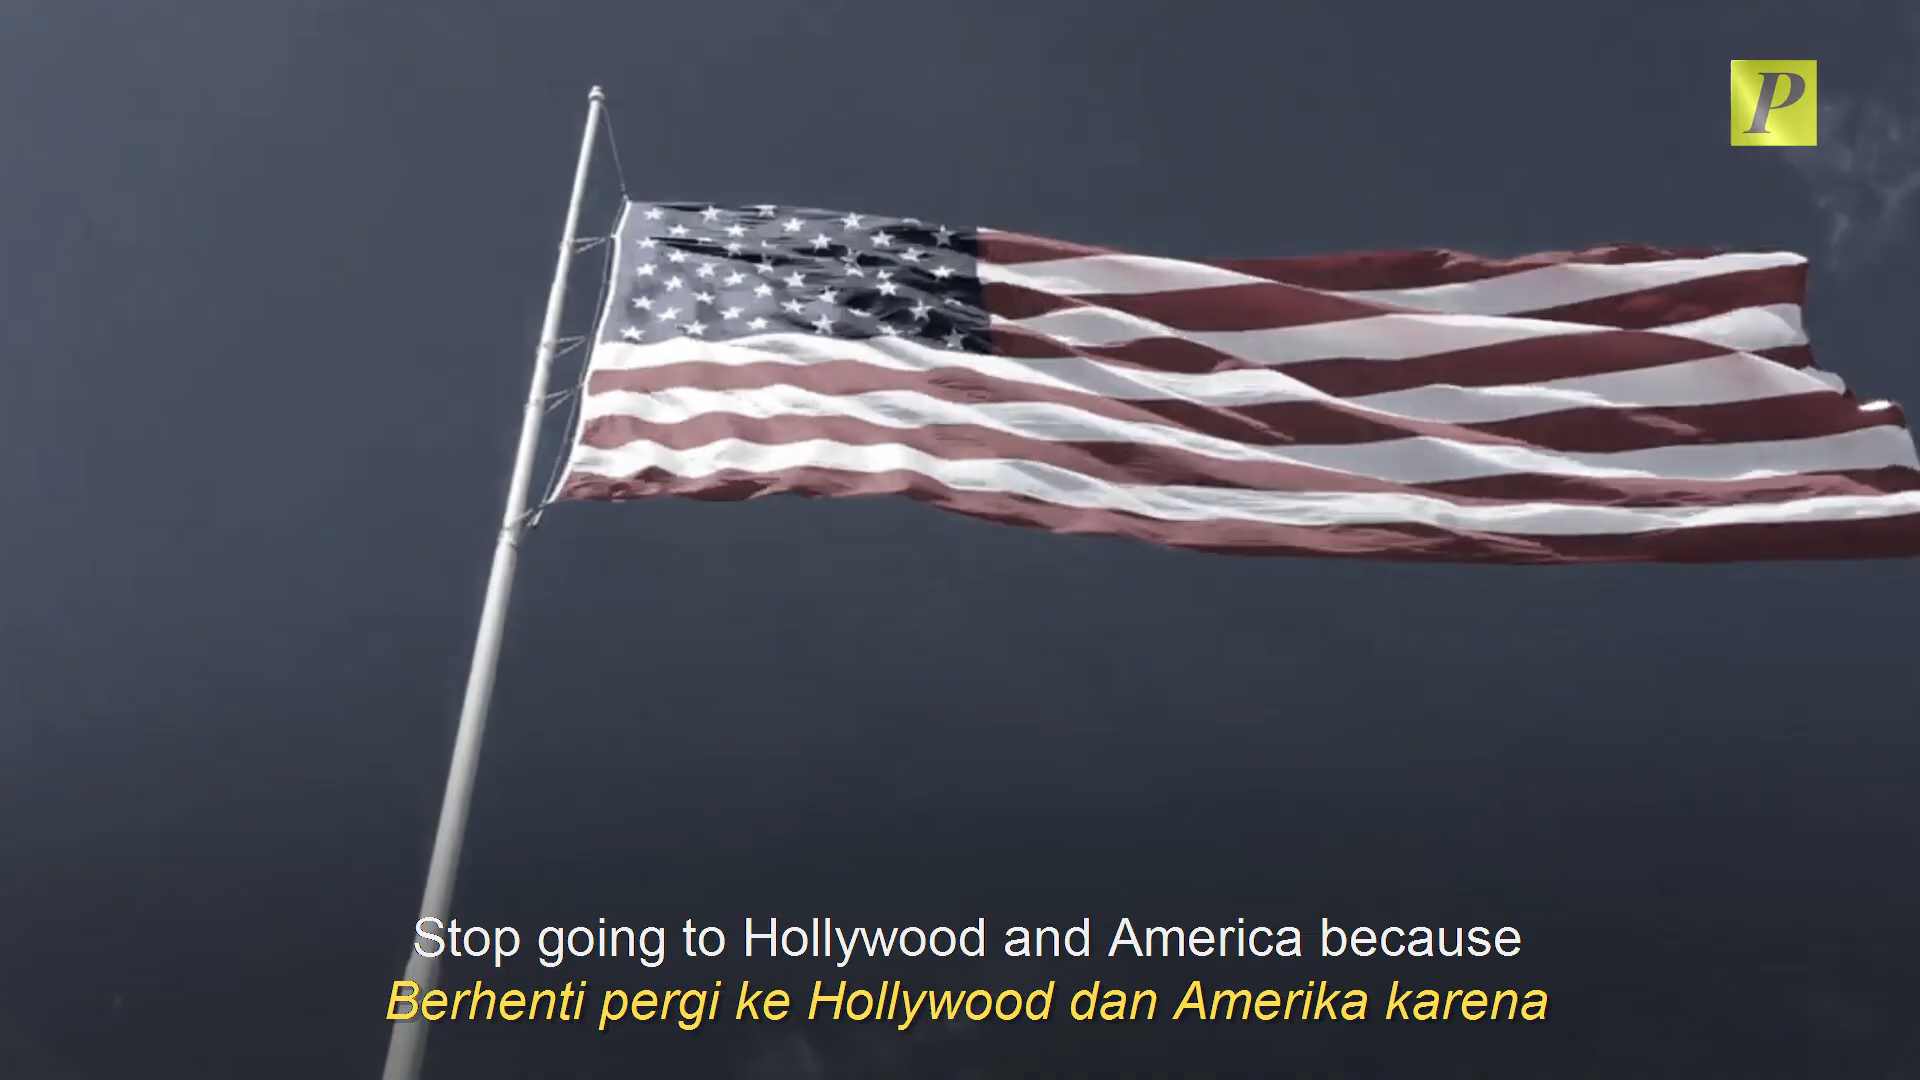 P
Stop going to Hollywood and America because
Berhenti pergi ke Hollywood dan Amerika karena